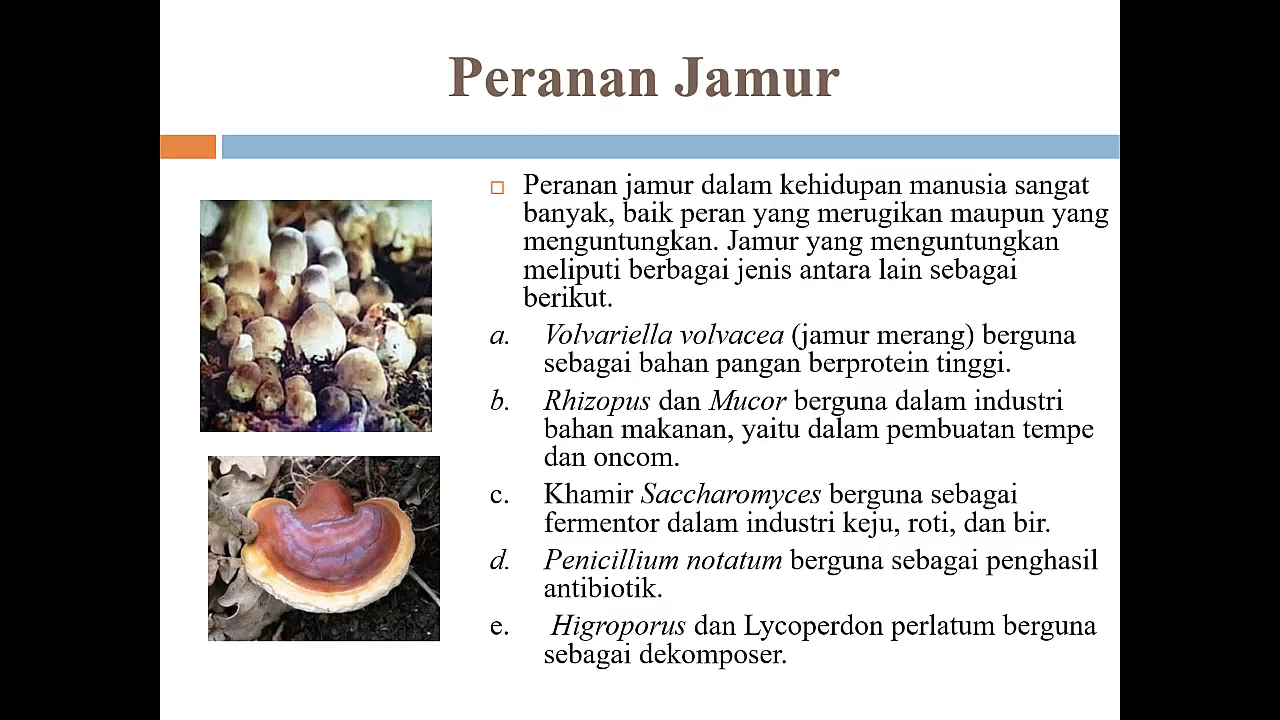 Peranan Jamur
Peranan jamur dalam kehidupan manusia sangat
banyak, baik peran yang merugikan maupun yang
menguntungkan. Jamur yang menguntungkan
meliputi berbagai jenis antara lain sebagai
berikut.
a. Volvariella volvacea (jamur merang) berguna
sebagai bahan pangan berprotein tinggi.
b. Rhizopus dan Mucor berguna dalam industri
bahan makanan, yaitu dalam pembuatan tempe
dan oncom.
c. Khamir Saccharomyces berguna sebagai
fermentor dalam industri keju, roti, dan bir.
d. Penicillium notatum berguna sebagai penghasil
antibiotik.
e. Higroporus dan Lycoperdon perlatum berguna
sebagai dekomposer.